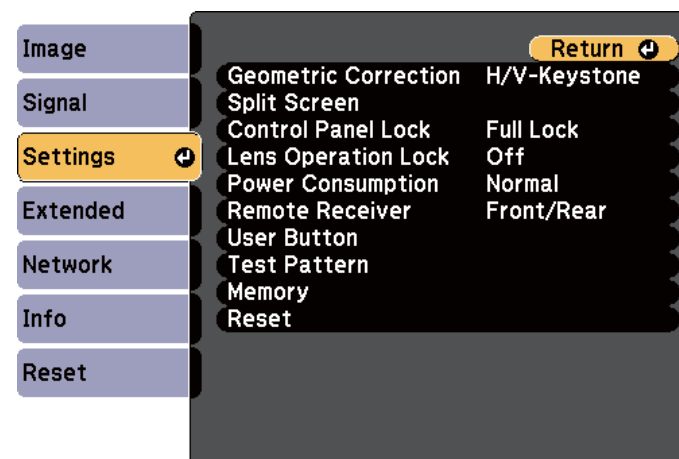 Image
Signal
Settings
Extended
Network
Info
Reset
Return
Geometric Correction H/V-Keystone
Split Screen
Control Panel Lock Full Lock
Lens Operation Lock Off
Power Consumption Normal
Remote Receiver Front/Rear
User Button
Test Pattern
Memory
Reset